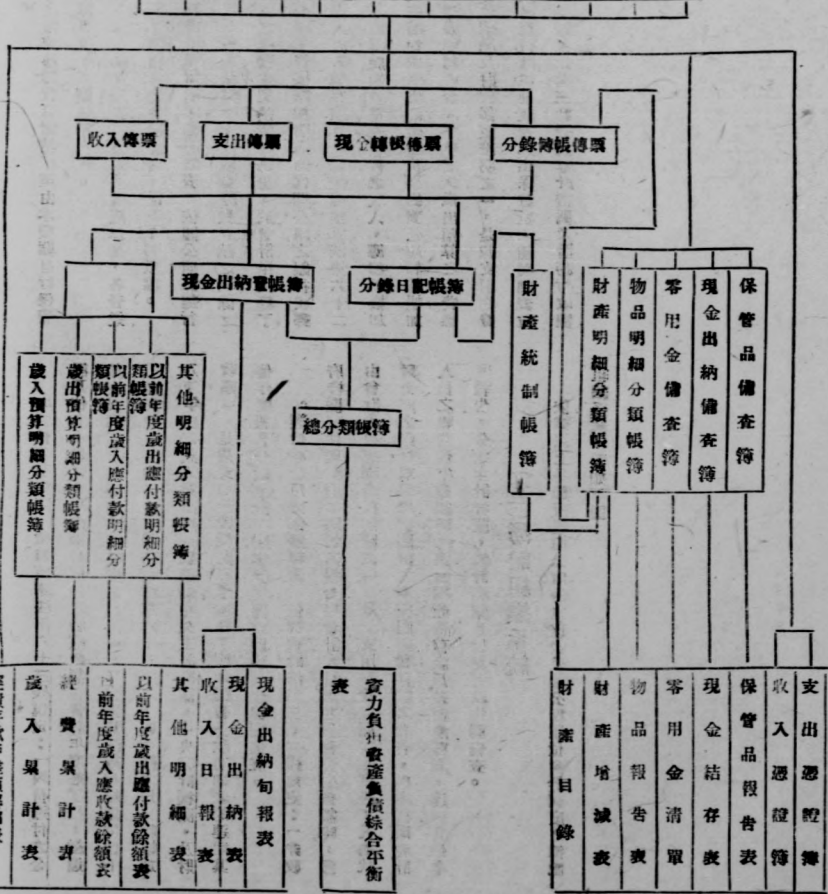 收入傳票
支出傳票
現金轉帳傳票
分錄轉帳傳票
現金出納登帳簿
分錄日記帳簿
總分類帳簿
保管品備查簿
現金出納備查簿
零用金備查簿
物品明細分類帳簿
財產明細分類帳簿
財產統制帳簿
其他明細分類帳簿
以前年度歲出應付款明細分
類帳簿
以前年度歲入應付款明細分
類帳簿
歲出預算明細分類帳簿
歲入預算明細分類帳簿
支出憑證簿
收入憑證簿
保管品報告表
現金結存表
零用金清單
物品報告表
財產增減表
財產目錄
資力負担資產負債綜合平衡
表
現金出納旬報表
現金出納表
收入日報表
其他明細表
以前年度歲出應付款餘額表
以前年度歲入應收款餘額表
經費累計表
歲入累計表